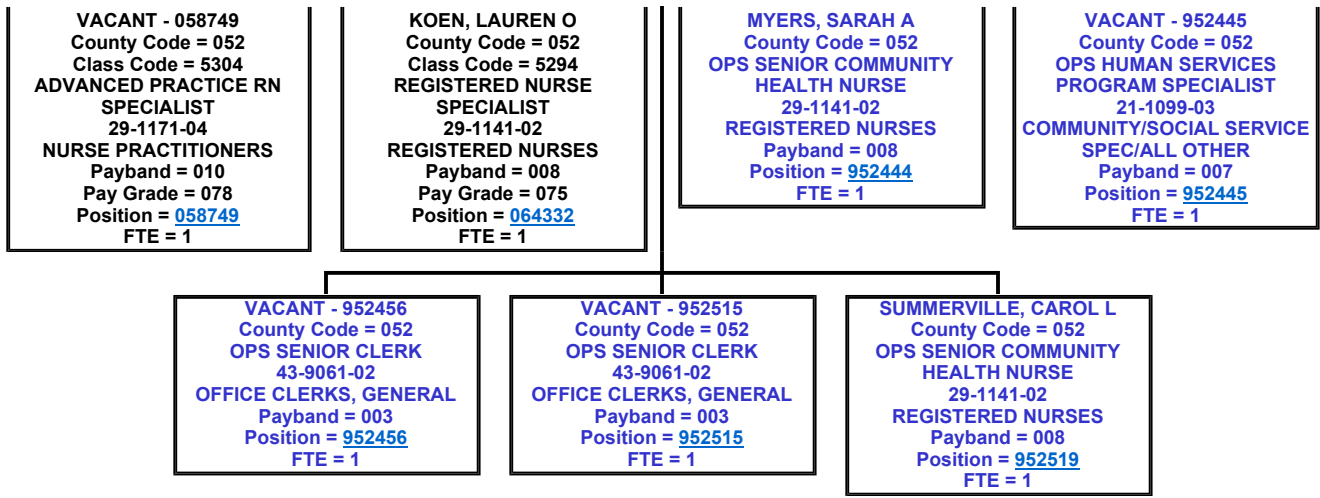 VACANT - 058749
County Code = 052
Class Code = 5304
ADVANCED PRACTICE RN
SPECIALIST
29-1171-04
NURSE PRACTITIONERS
Payband = 010
Pay Grade = 078
Position = 058749
FTE = 1
KOEN, LAUREN O
County Code = 052
Class Code = 5294
REGISTERED NURSE
SPECIALIST
29-1141-02
REGISTERED NURSES
Payband = 008
Pay Grade = 075
Position = 064332
FTE = 1
MYERS, SARAH A
County Code = 052
OPS SENIOR COMMUNITY
HEALTH NURSE
29-1141-02
REGISTERED NURSES
Payband = 008
Position = 952444
FTE = 1
VACANT - 952445
County Code = 052
OPS HUMAN SERVICES
PROGRAM SPECIALIST
21-1099-03
COMMUNITY/SOCIAL SERVICE
SPEC/ALL OTHER
Payband = 007
Position = 952445
FTE = 1
VACANT - 952456
County Code = 052
OPS SENIOR CLERK
43-9061-02
OFFICE CLERKS, GENERAL
Payband = 003
Position = 952456
FTE = 1
VACANT - 952515
County Code = 052
OPS SENIOR CLERK
43-9061-02
OFFICE CLERKS, GENERAL
Payband = 003
Position = 952515
FTE = 1
SUMMERVILLE, CAROL L
County Code = 052
OPS SENIOR COMMUNITY
HEALTH NURSE
29-1141-02
REGISTERED NURSES
Payband = 008
Position = 952519
FTE = 1